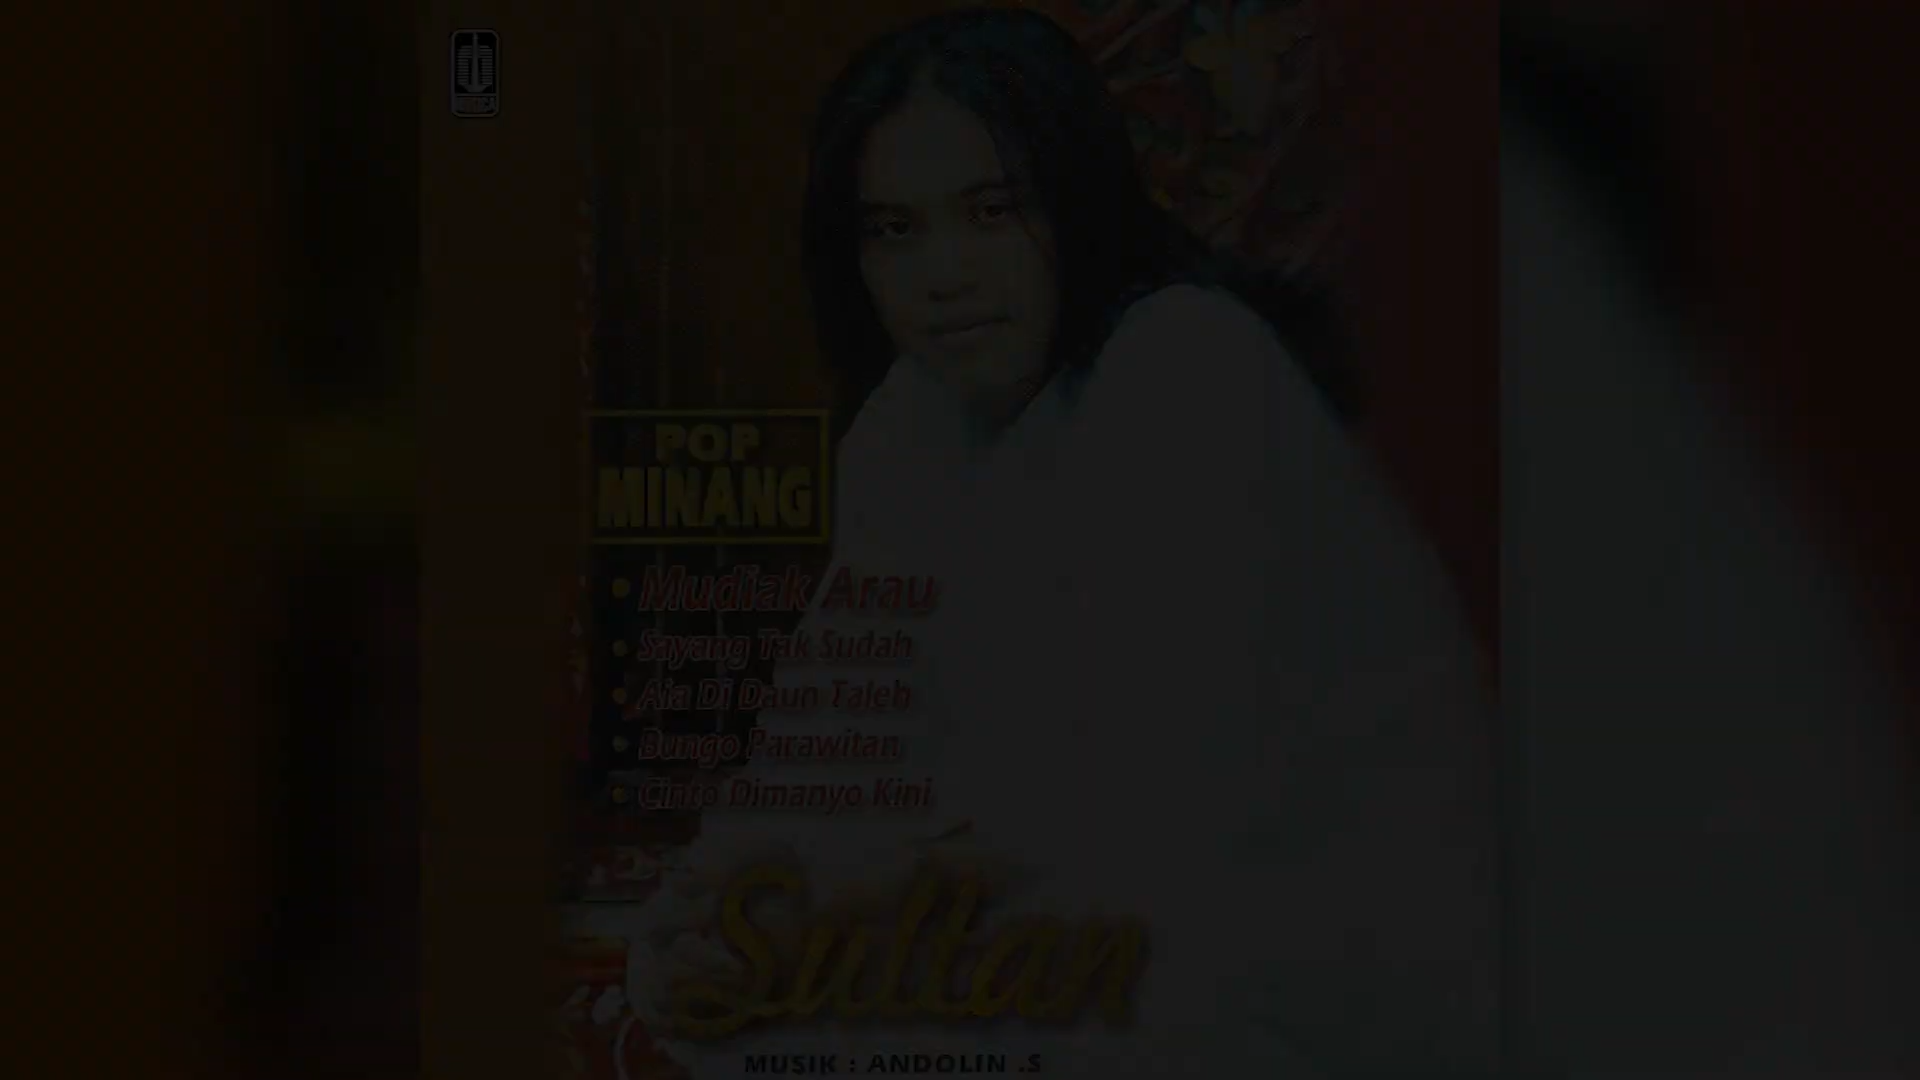 POP
MINANG
• Mudiak Arau
• Sayang Tak Sudah
• Aia Di Daun Taleh
• Bungo Parawitan
• Cinto Dimanyo Kini
Sultan
MUSIK : ANDOLIN .S